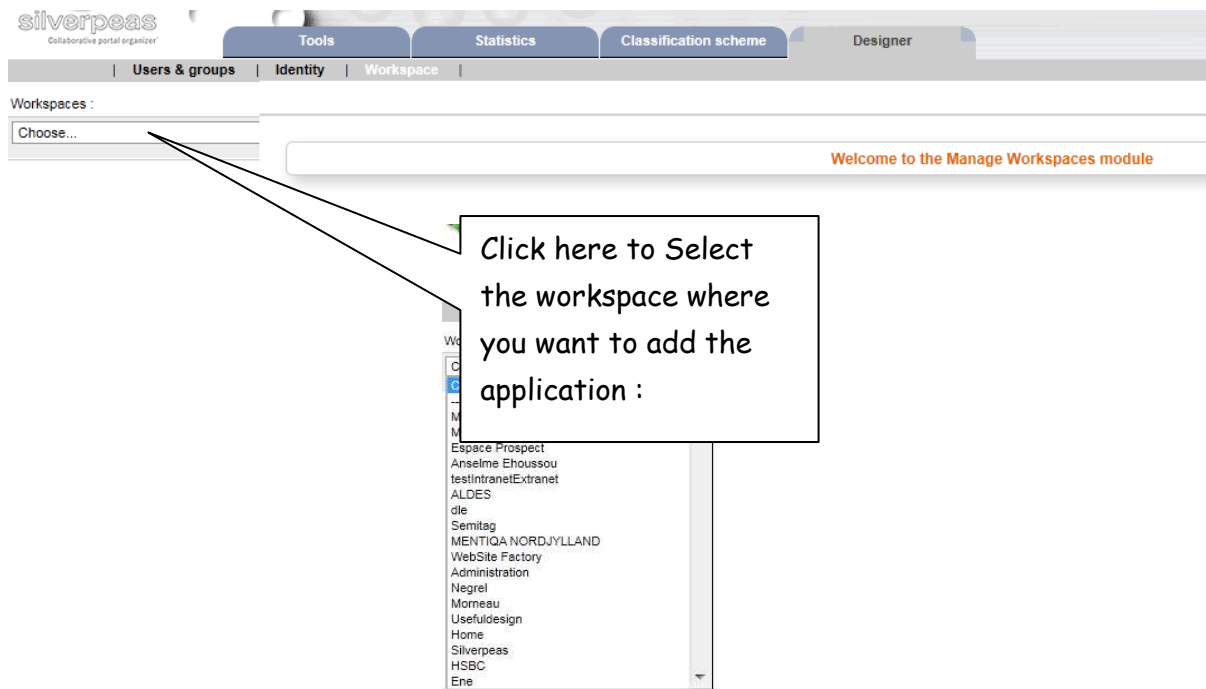 silverpeas
Collaborative portal organizer
Tools
Statistics
Classification scheme
Designer
| Users & groups | Identity | Workspace |
Workspaces :
Choose...
Welcome to the Manage Workspaces module
Click here to Select
the workspace where
you want to add the
application :
Espace Prospect
Anselme Ehoussou
testIntranetExtranet
ALDES
dle
Semitag
MENTIQA NORDJYLLAND
WebSite Factory
Administration
Negrel
Morneau
Usefuldesign
Home
Silverpeas
HSBC
Ene